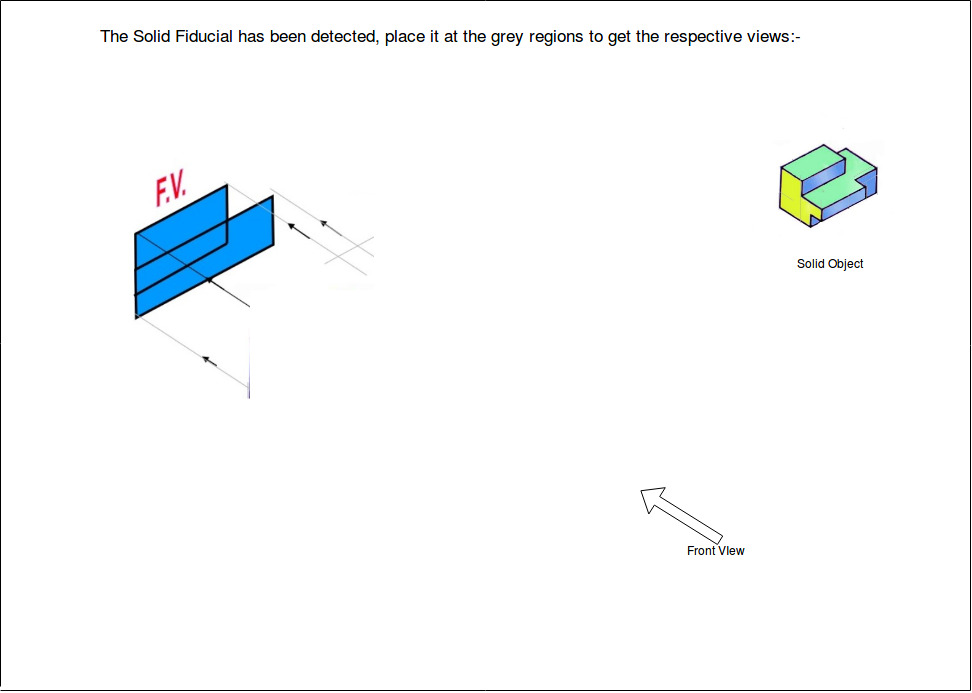 The Solid Fiducial has been detected, place it at the grey regions to get the respective views:-
F.V.
Solid Object
Front VIew